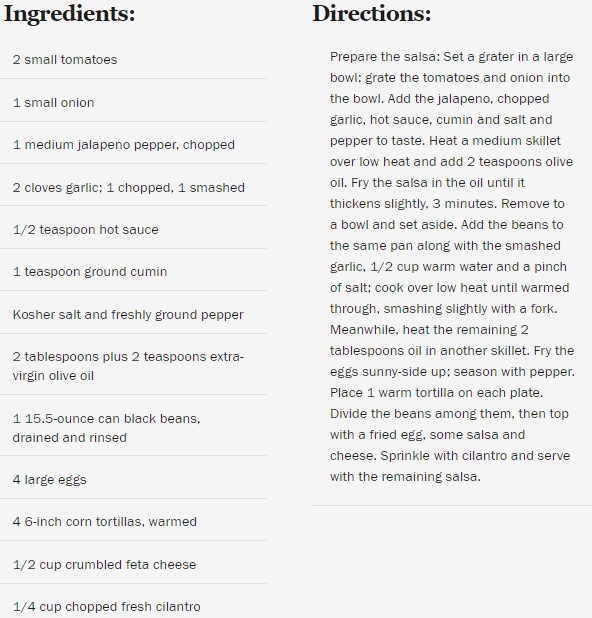 Ingredients:
2 small tomatoes
1 small onion
1 medium jalapeno pepper, chopped
2 cloves garlic; 1 chopped, 1 smashed
1/2 teaspoon hot sauce
1 teaspoon ground cumin
Kosher salt and freshly ground pepper
2 tablespoons plus 2 teaspoons extra-
virgin olive oil
1 15.5-ounce can black beans,
drained and rinsed
4 large eggs
4 6-inch corn tortillas, warmed
1/2 cup crumbled feta cheese
1/4 cup chopped fresh cilantro
Directions:
Prepare the salsa: Set a grater in a large
bowl; grate the tomatoes and onion into
the bowl. Add the jalapeno, chopped
garlic, hot sauce, cumin and salt and
pepper to taste. Heat a medium skillet
over low heat and add 2 teaspoons olive
oil. Fry the salsa in the oil until it
thickens slightly, 3 minutes. Remove to
a bowl and set aside. Add the beans to
the same pan along with the smashed
garlic, 1/2 cup warm water and a pinch
of salt; cook over low heat until warmed
through, smashing slightly with a fork.
Meanwhile, heat the remaining 2
tablespoons oil in another skillet. Fry the
eggs sunny-side up; season with pepper.
Place 1 warm tortilla on each plate.
Divide the beans among them, then top
with a fried egg, some salsa and
cheese. Sprinkle with cilantro and serve
with the remaining salsa.